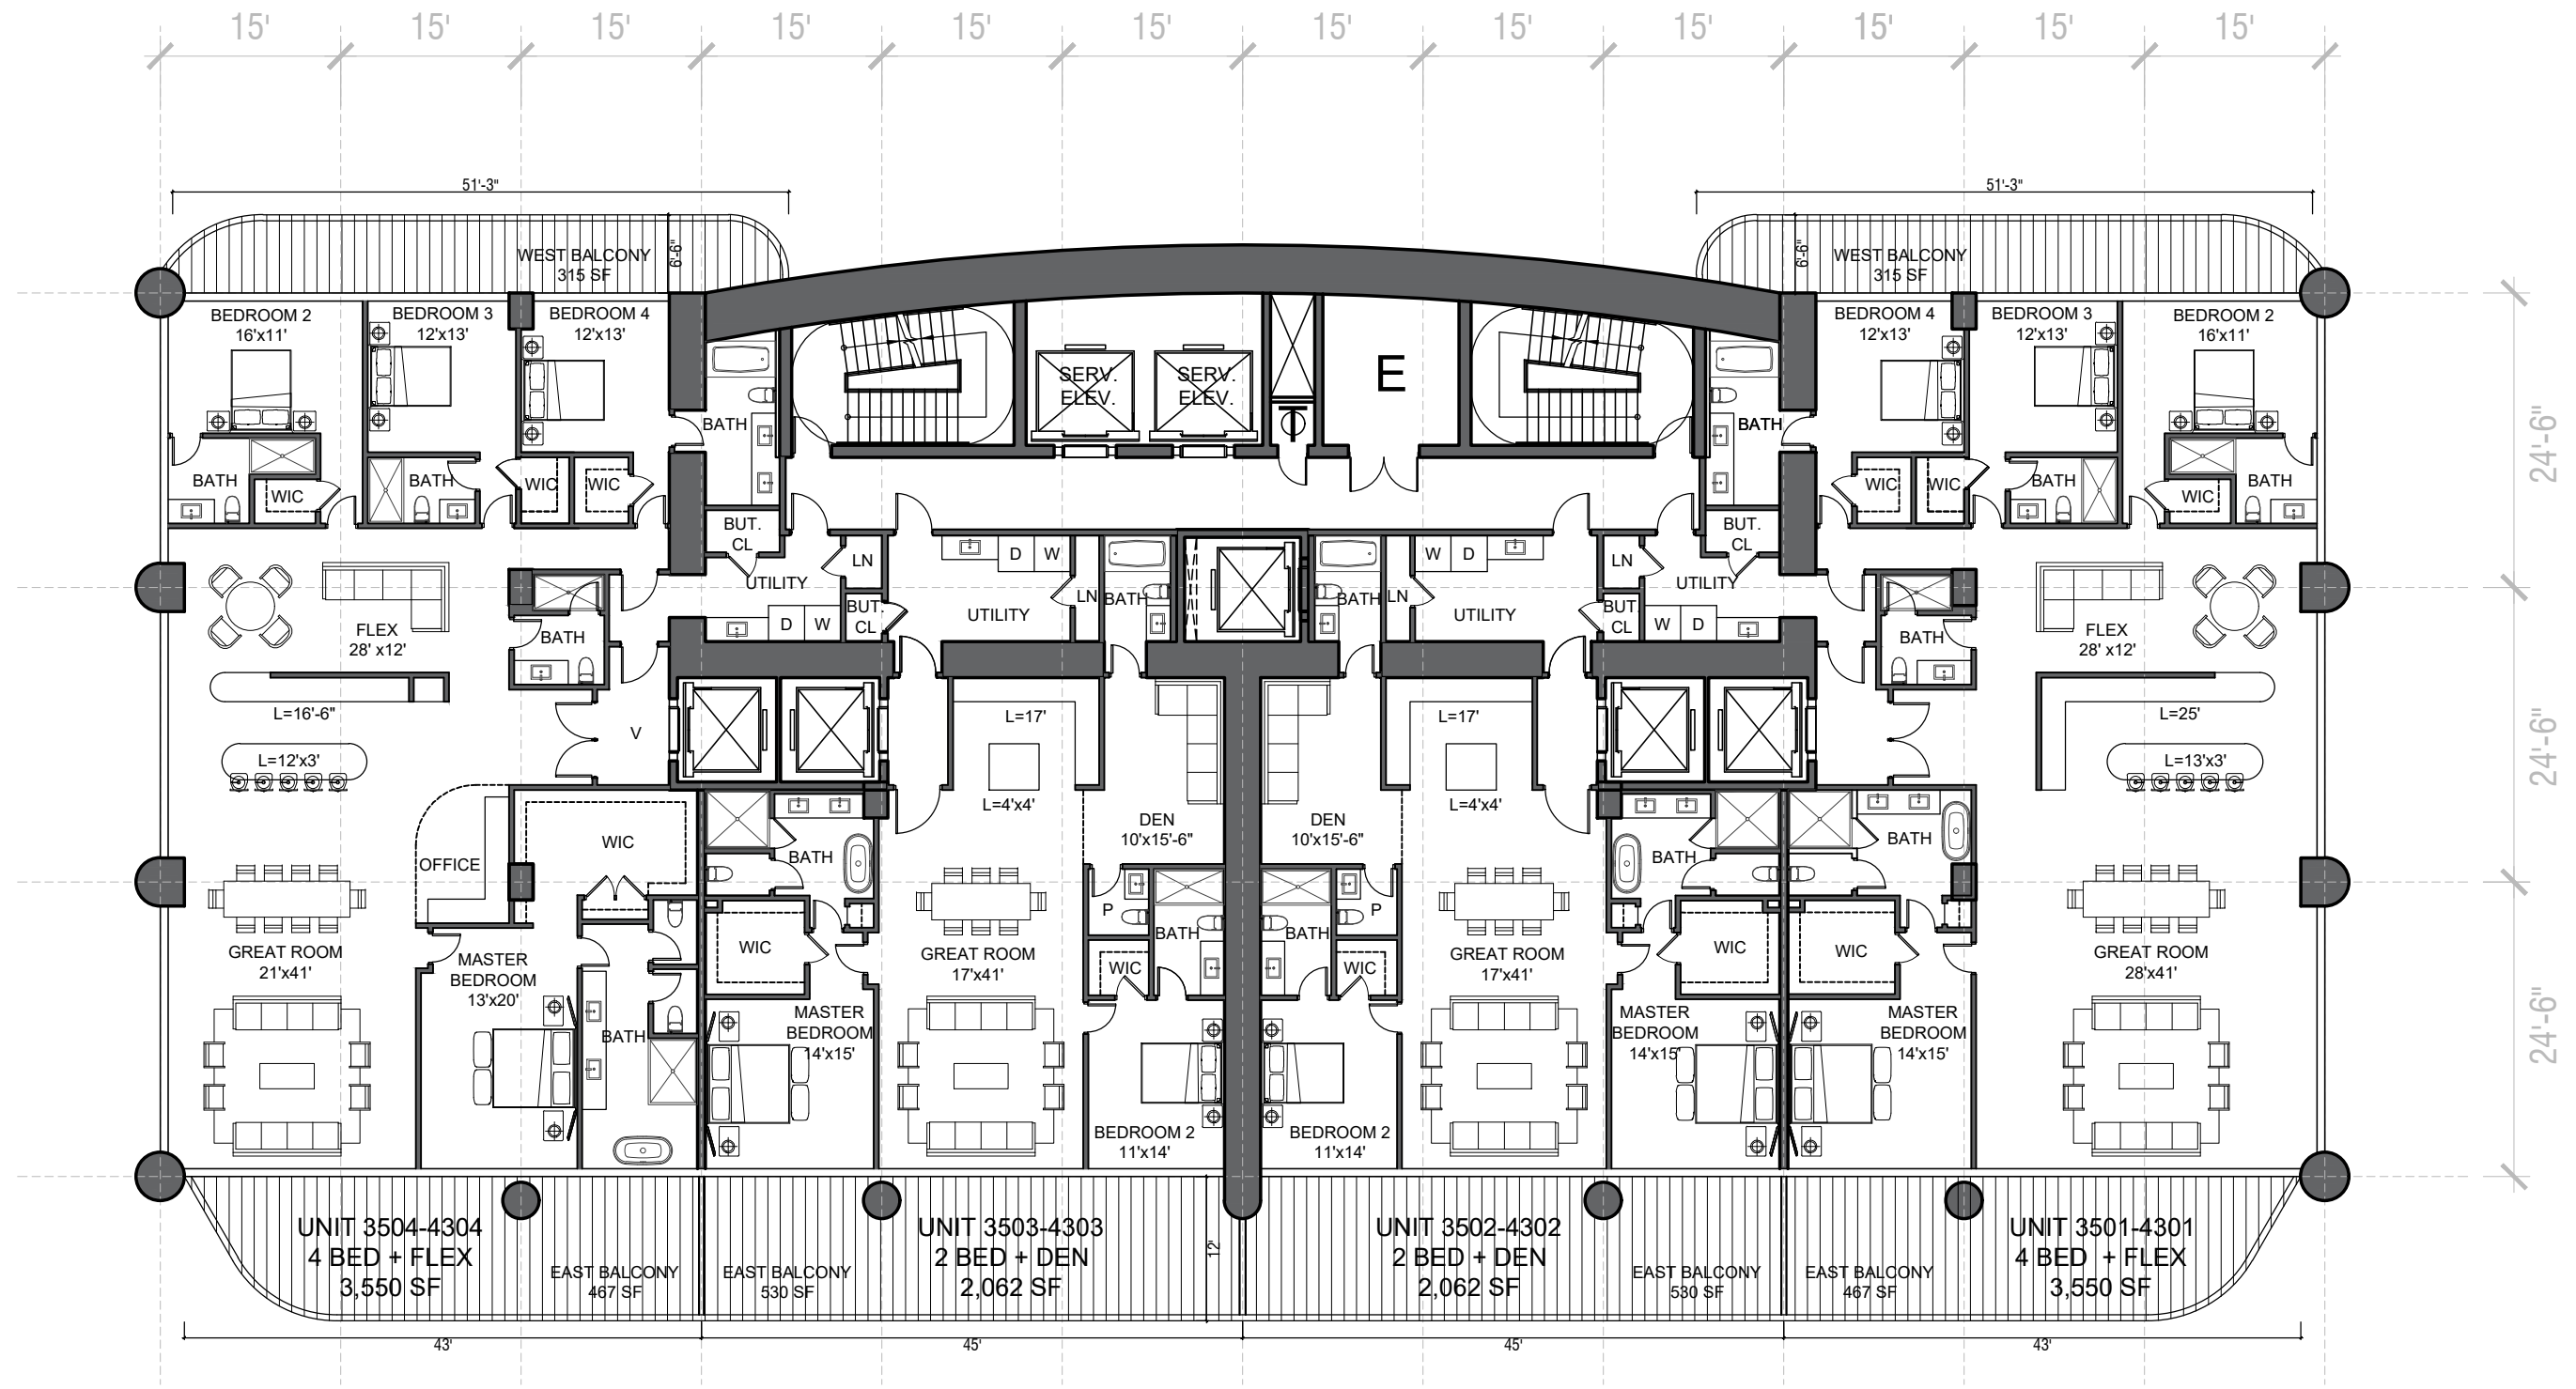 15' 15' 15' 15' 15' 15' 15' 15' 15' 15' 15' 15'
51'-3" 51'-3"
6'-6" 6'-6"
WEST BALCONY
315 SF
WEST BALCONY
315 SF
24'-6"
24'-6"
24'-6"
BEDROOM 2
16'x11'
BEDROOM 3
12'x13'
BEDROOM 4
12'x13'
BATH
SERV.
ELEV.
SERV.
ELEV.
T
E
BATH
BEDROOM 4
12'x13'
BEDROOM 3
12'x13'
BEDROOM 2
16'x11'
BATH
WIC
BATH
WIC
WIC
WIC
WIC
BATH
WIC
BATH
BUT.
CL
UTILITY
LN
BUT.
CL
D W
D W
UTILITY
LN
BATH
BATH
LN
W D
UTILITY
LN
BUT.
CL
BUT.
CL
UTILITY
W D
FLEX
28' x12'
BATH
L=16'-6"
V
L=12'x3'
L=17'
L=4'x4'
DEN
10'x15'-6"
DEN
10'x15'-6"
L=17'
L=4'x4'
BATH
FLEX
28' x12'
L=25'
L=13'x3'
OFFICE
WIC
BATH
WIC
P
BATH
WIC
BATH
P
WIC
BATH
WIC
BATH
WIC
GREAT ROOM
21'x41'
MASTER
BEDROOM
13'x20'
BATH
MASTER
BEDROOM
14'x15'
GREAT ROOM
17'x41'
BEDROOM 2
11'x14'
BEDROOM 2
11'x14'
GREAT ROOM
17'x41'
MASTER
BEDROOM
14'x15'
MASTER
BEDROOM
14'x15'
GREAT ROOM
28'x41'
UNIT 3504-4304
4 BED + FLEX
3,550 SF
EAST BALCONY
467 SF
EAST BALCONY
530 SF
UNIT 3503-4303
2 BED + DEN
2,062 SF
12'
UNIT 3502-4302
2 BED + DEN
2,062 SF
EAST BALCONY
530 SF
EAST BALCONY
467 SF
UNIT 3501-4301
4 BED + FLEX
3,550 SF
43' 45' 45' 43'